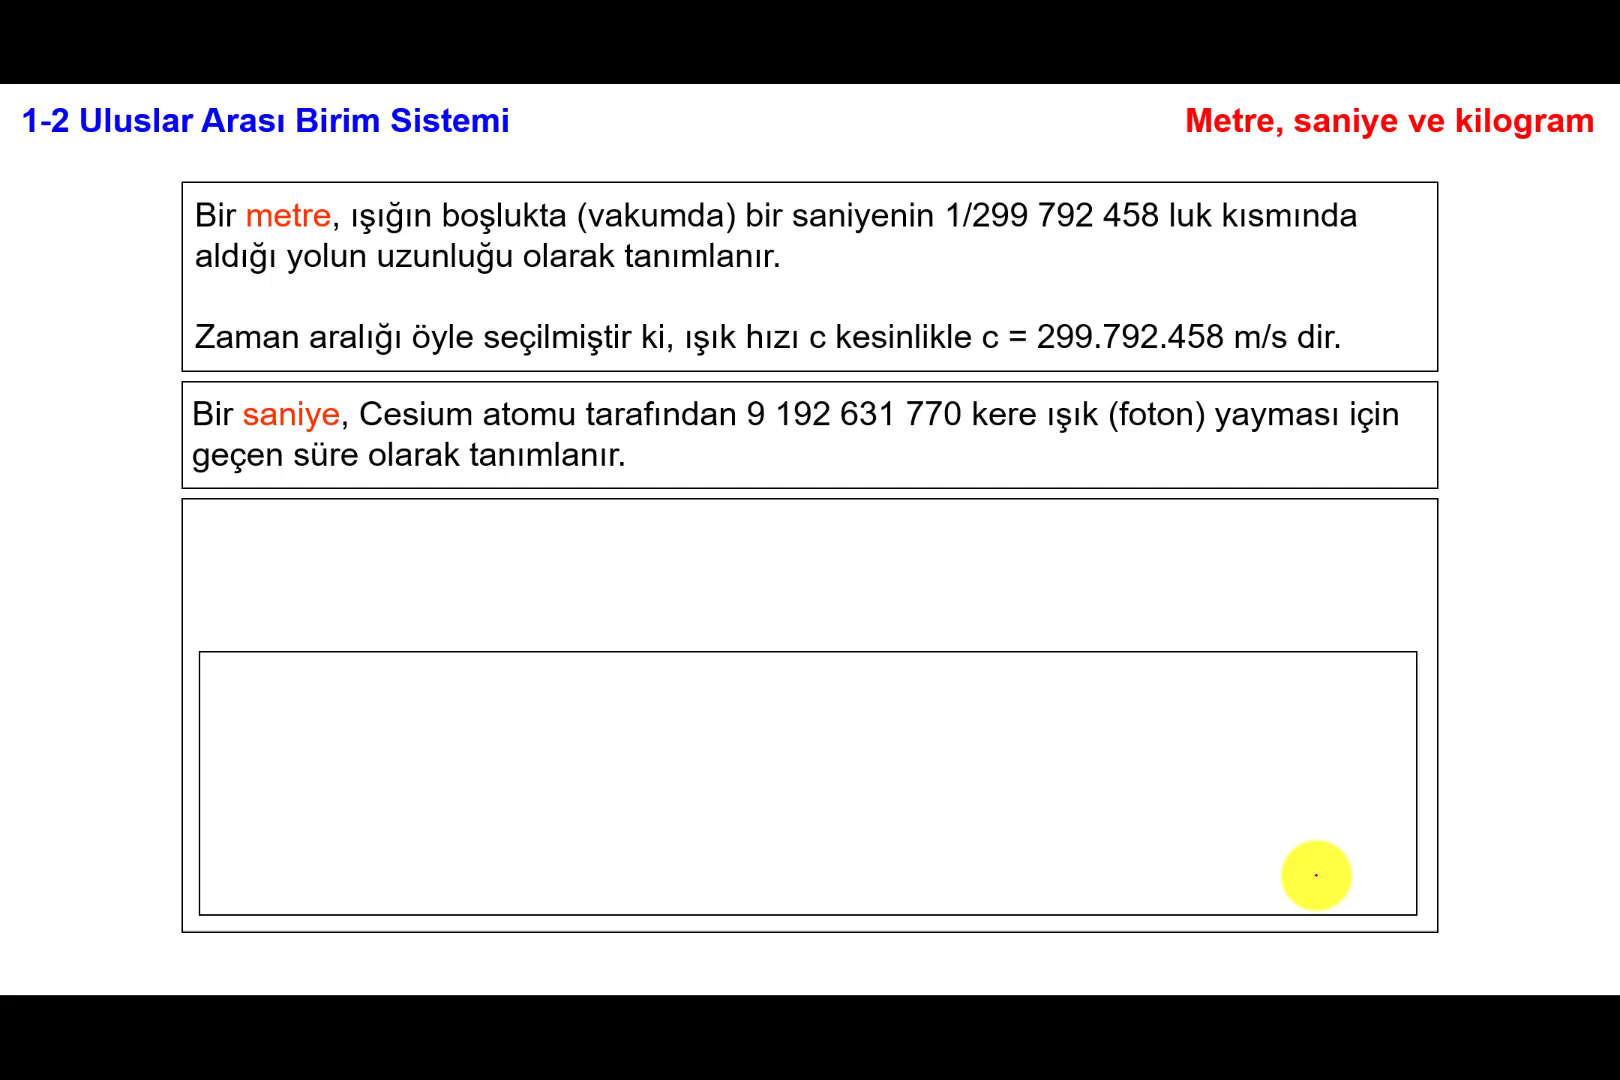 1-2 Uluslar Arası Birim Sistemi
Metre, saniye ve kilogram
Bir metre, ışığın boşlukta (vakumda) bir saniyenin 1/299 792 458 luk kısmında
aldığı yolun uzunluğu olarak tanımlanır.
Zaman aralığı öyle seçilmiştir ki, ışık hızı c kesinlikle c = 299.792.458 m/s dir.
Bir saniye, Cesium atomu tarafından 9 192 631 770 kere ışık (foton) yayması için
geçen süre olarak tanımlanır.